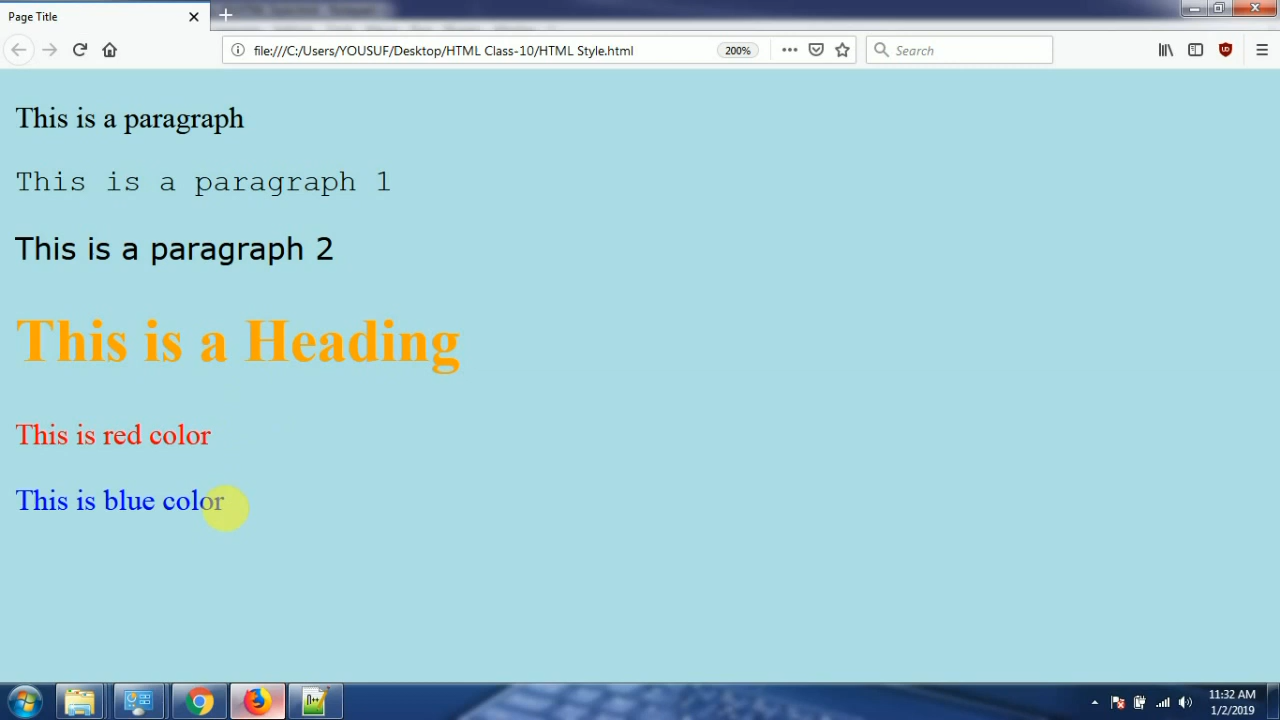 Page Title
file:///C:/Users/YOUSUF/Desktop/HTML Class-10/HTML Style.html
200%
Search
This is a paragraph
This is a paragraph 1
This is a paragraph 2
This is a Heading
This is red color
This is blue color
11:32 AM
1/2/2019